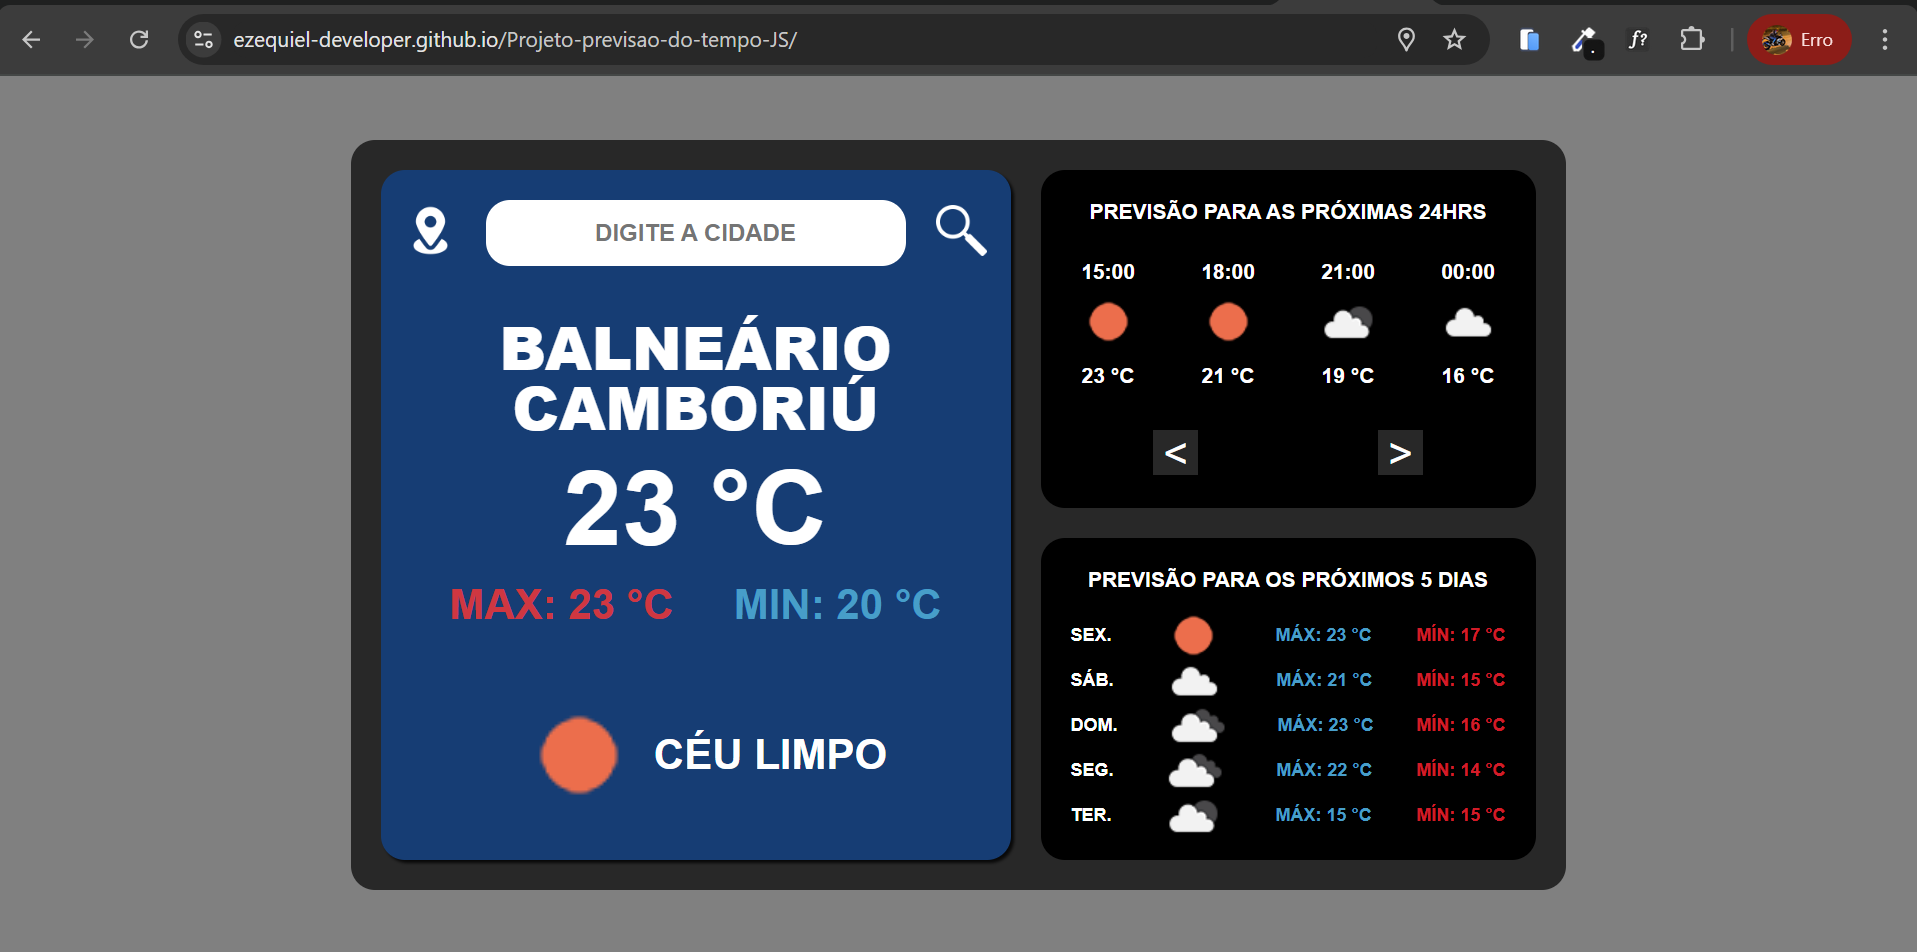 ezequiel-developer.github.io/Projeto-previsao-do-tempo-JS/
f?
Erro
DIGITE A CIDADE
BALNEÁRIO
CAMBORIÚ
23 °C
MAX: 23 °C MIN: 20 °C
CÉU LIMPO
PREVISÃO PARA AS PRÓXIMAS 24HRS
15:00 18:00 21:00 00:00
23 °C 21 °C 19 °C 16 °C
< >
PREVISÃO PARA OS PRÓXIMOS 5 DIAS
SEX. MÁX: 23 °C MÍN: 17 °C
SÁB. MÁX: 21 °C MÍN: 15 °C
DOM. MÁX: 23 °C MÍN: 16 °C
SEG. MÁX: 22 °C MÍN: 14 °C
TER. MÁX: 15 °C MÍN: 15 °C